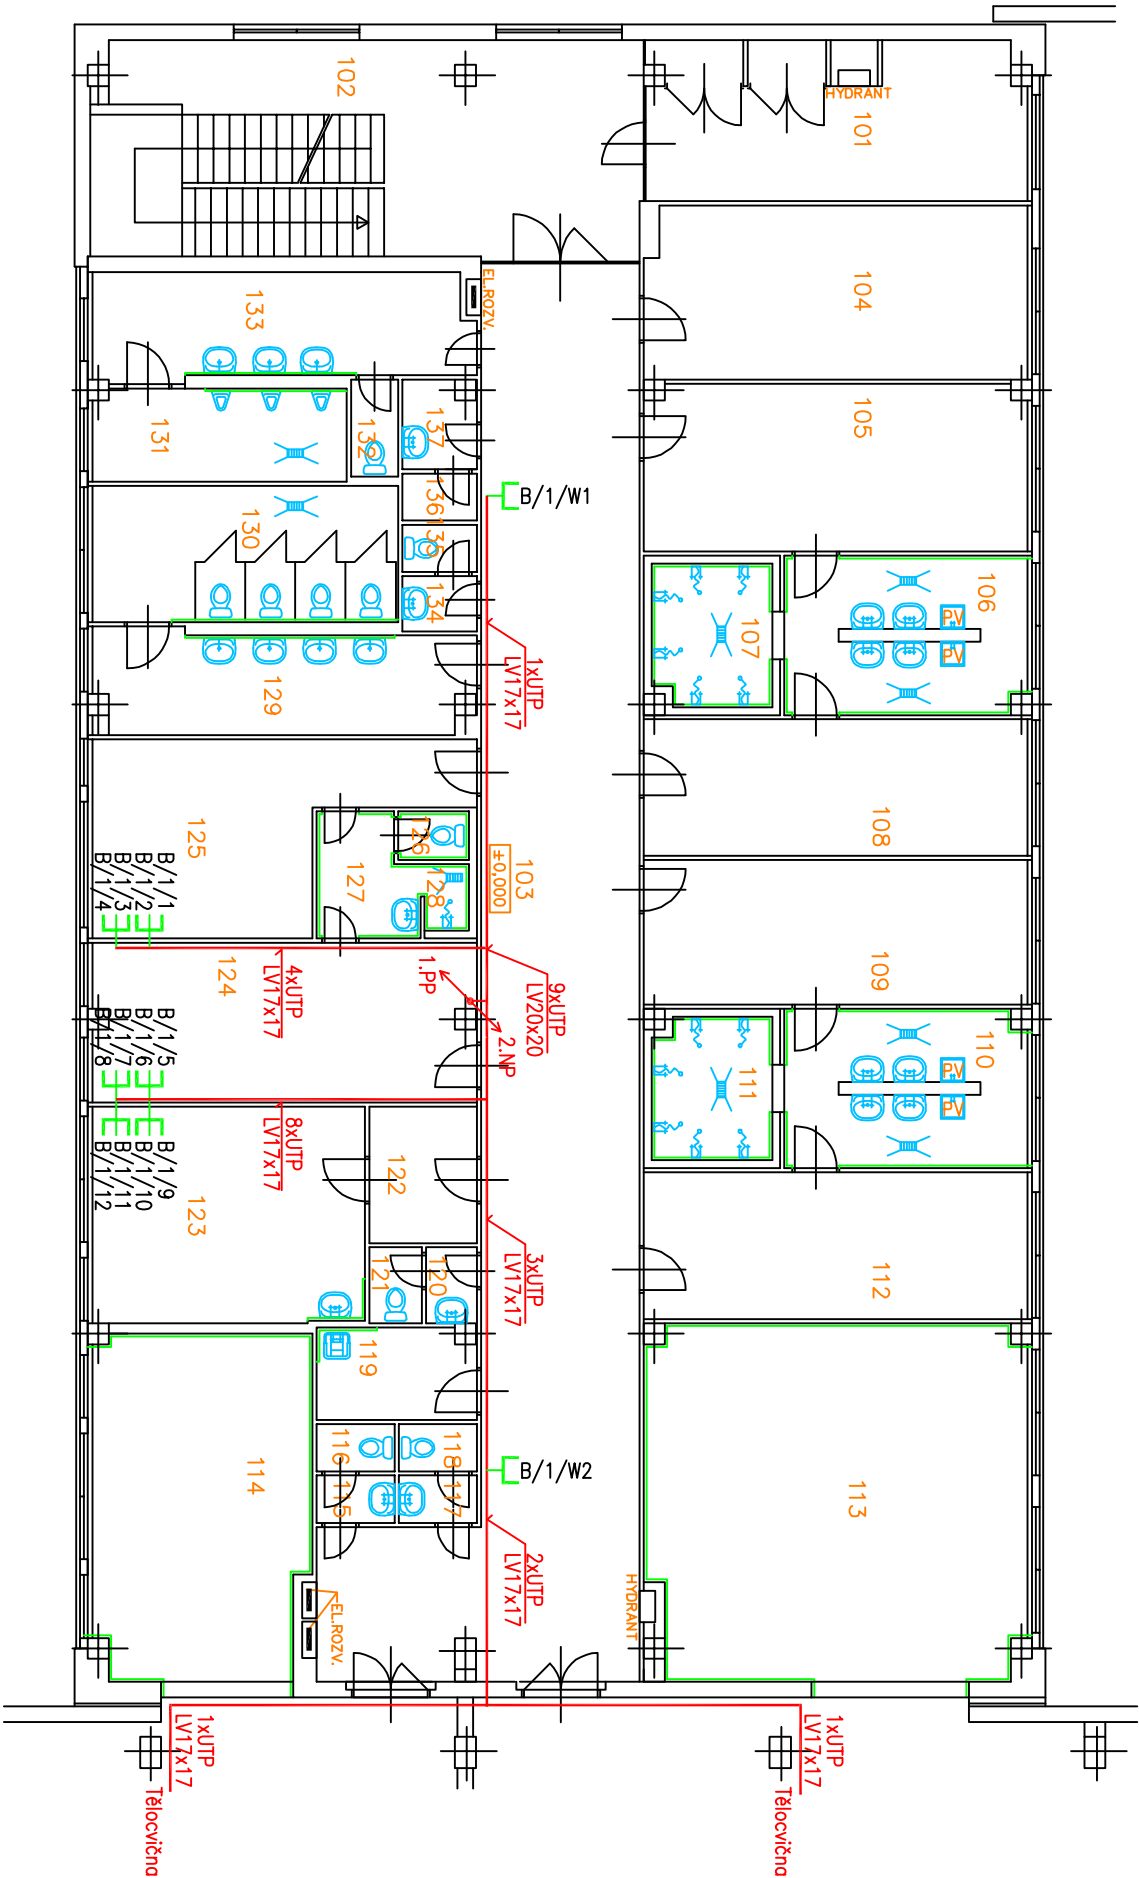 102
HYDRANT
101
104
EL.ROZV.
133
105
131
132
137
136
B/1/W1
135
130
134
106
PV
PV
107
129
1xUTP
LV17x17
108
125
126
127
128
103
±0,000
B/1/1
B/1/2
B/1/3
B/1/4
124
4xUTP
LV17x17
1.PP
2.NP
9xUTP
LV20x20
109
110
PV
PV
111
B/1/5
B/1/6
B/1/7
B/1/8
8xUTP
LV17x17
B/1/9
B/1/10
B/1/11
B/1/12
123
122
121
120
3xUTP
LV17x17
112
119
116
118
B/1/W2
115
117
114
113
2xUTP
LV17x17
HYDRANT
EL.ROZV.
1xUTP
LV17x17
Tělocvična
1xUTP
LV17x17
Tělocvična